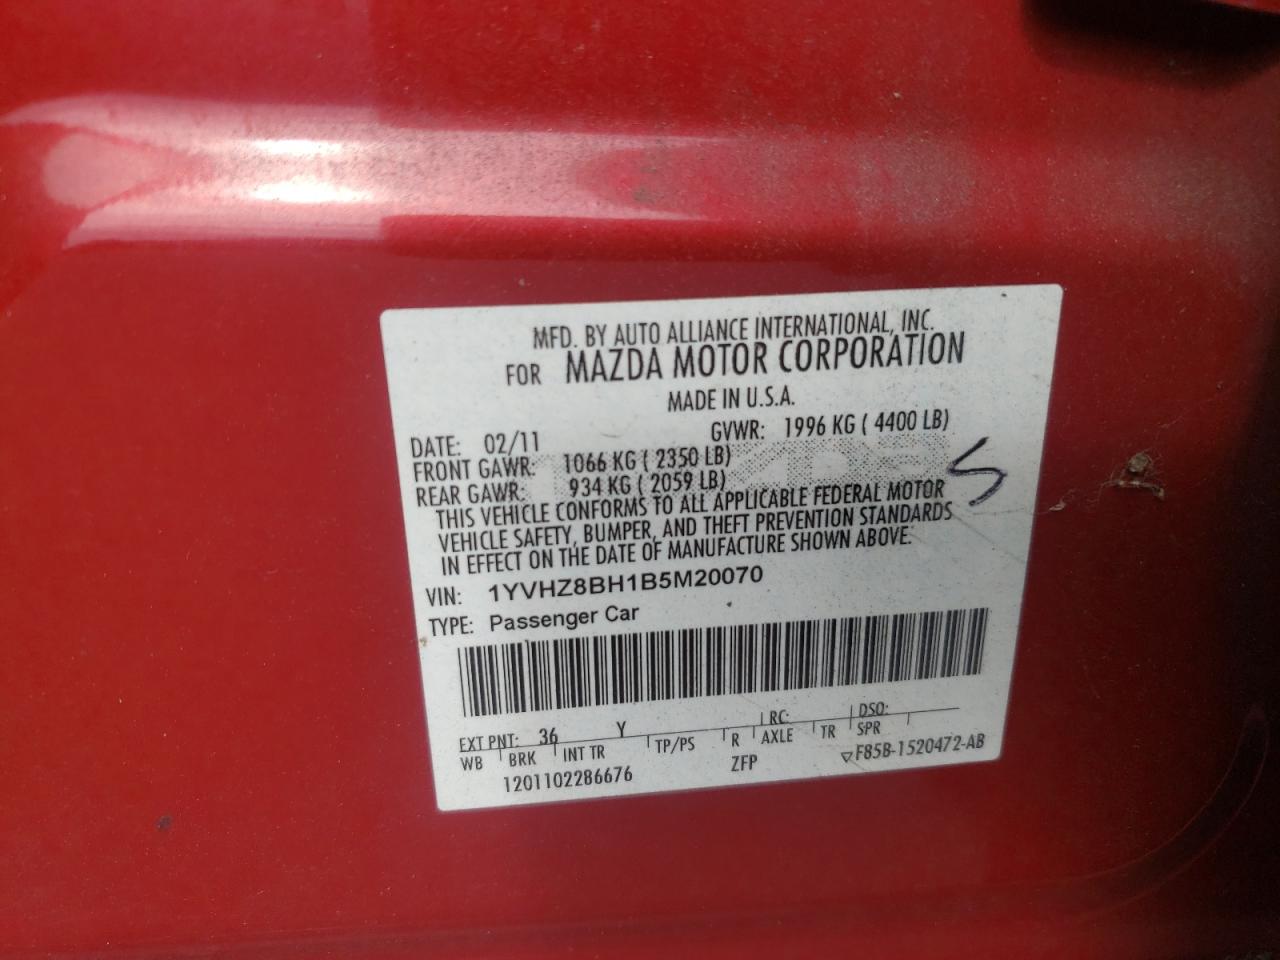 MFD. BY AUTO ALLIANCE INTERNATIONAL, INC.
FOR MAZDA MOTOR CORPORATION
MADE IN U.S.A.
DATE: 02/11 GVWR: 1996 KG ( 4400 LB)
FRONT GAWR: 1066 KG ( 2350 LB)
REAR GAWR: 934 KG ( 2059 LB)
THIS VEHICLE CONFORMS TO ALL APPLICABLE FEDERAL MOTOR
VEHICLE SAFETY, BUMPER, AND THEFT PREVENTION STANDARDS
IN EFFECT ON THE DATE OF MANUFACTURE SHOWN ABOVE.
VIN: 1YVHZ8BH1B5M20070
TYPE: Passenger Car
EXT PNT: 36 Y RC: DSO:
WB BRK INT TR TP/PS R AXLE TR SPR
1201102286676 ZFP ▽F85B-1520472-AB